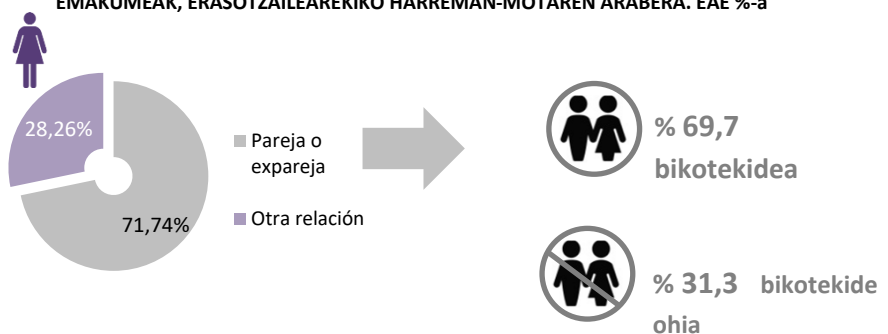 EMAKUMEAK, ERASOTZAILEAREKIKO HARREMAN-MOTAREN ARABERA. EAE %-a
28,26%
71,74%
Pareja o
expareja
Otra relación
% 69,7
bikotekidea
% 31,3 bikotekide
ohia